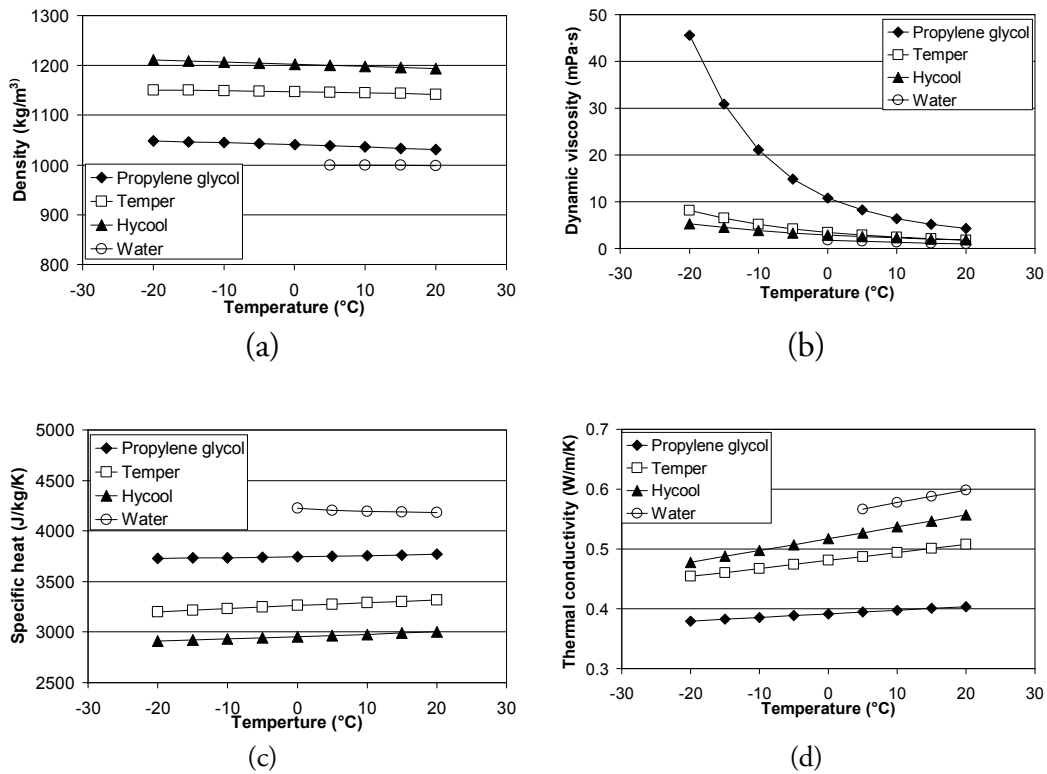 1300
1200
1100
1000
900
800
Density (kg/m³)
Propylene glycol
Temper
Hycool
Water
-30 -20 -10 0 10 20 30
Temperature (°C)
(a)
50
40
30
20
10
0
Dynamic viscosity (mPa·s)
Propylene glycol
Temper
Hycool
Water
-30 -20 -10 0 10 20 30
Temperature (°C)
(b)
5000
4500
4000
3500
3000
2500
Specific heat (J/kg/K)
Propylene glycol
Temper
Hycool
Water
-30 -20 -10 0 10 20 30
Temperture (°C)
(c)
0.7
0.6
0.5
0.4
0.3
Thermal conductivity (W/m/K)
Propylene glycol
Temper
Hycool
Water
-30 -20 -10 0 10 20 30
Temperature (°C)
(d)